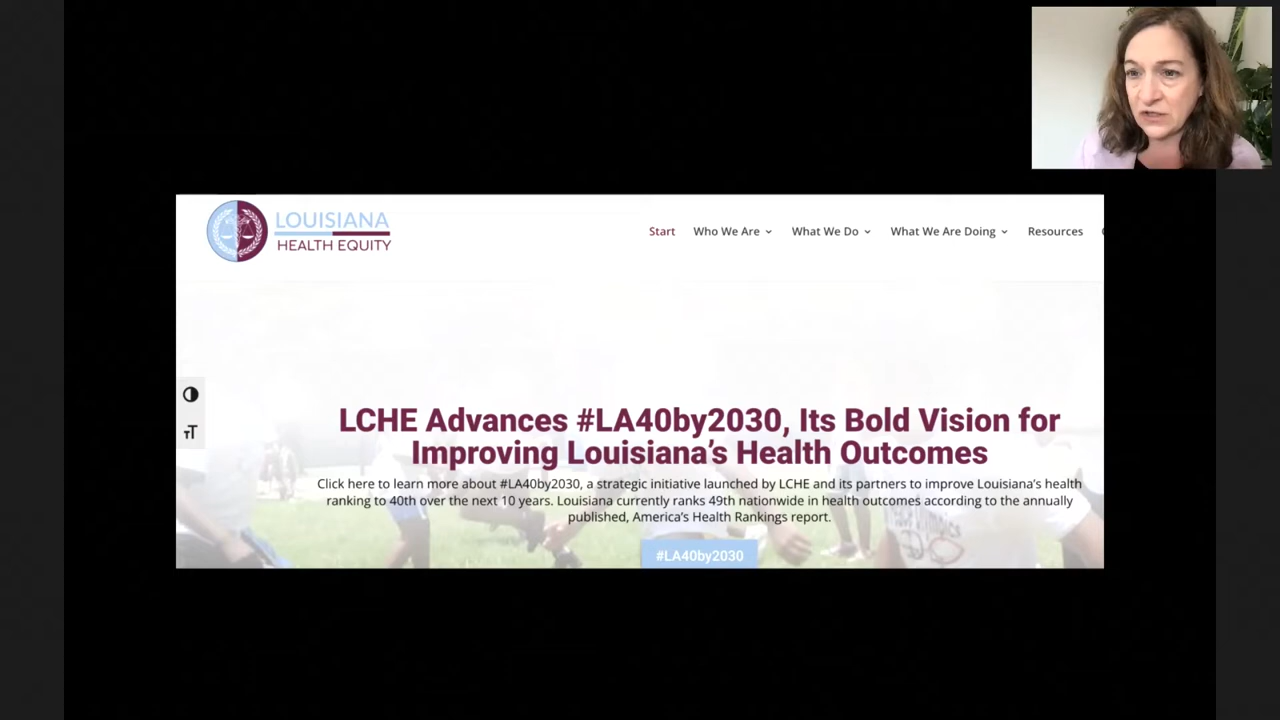 LOUISIANA
HEALTH EQUITY
Start Who We Are What We Do What We Are Doing Resources
LCHE Advances #LA40by2030, Its Bold Vision for
Improving Louisiana’s Health Outcomes
Click here to learn more about #LA40by2030, a strategic initiative launched by LCHE and its partners to improve Louisiana’s health
ranking to 40th over the next 10 years. Louisiana currently ranks 49th nationwide in health outcomes according to the annually
published, America’s Health Rankings report.
#LA40by2030